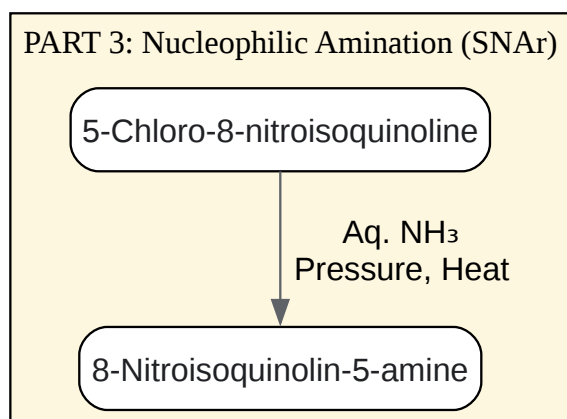 PART 3: Nucleophilic Amination (SNAr)
5-Chloro-8-nitroisoquinoline
Aq. NH₃
Pressure, Heat
8-Nitroisoquinolin-5-amine